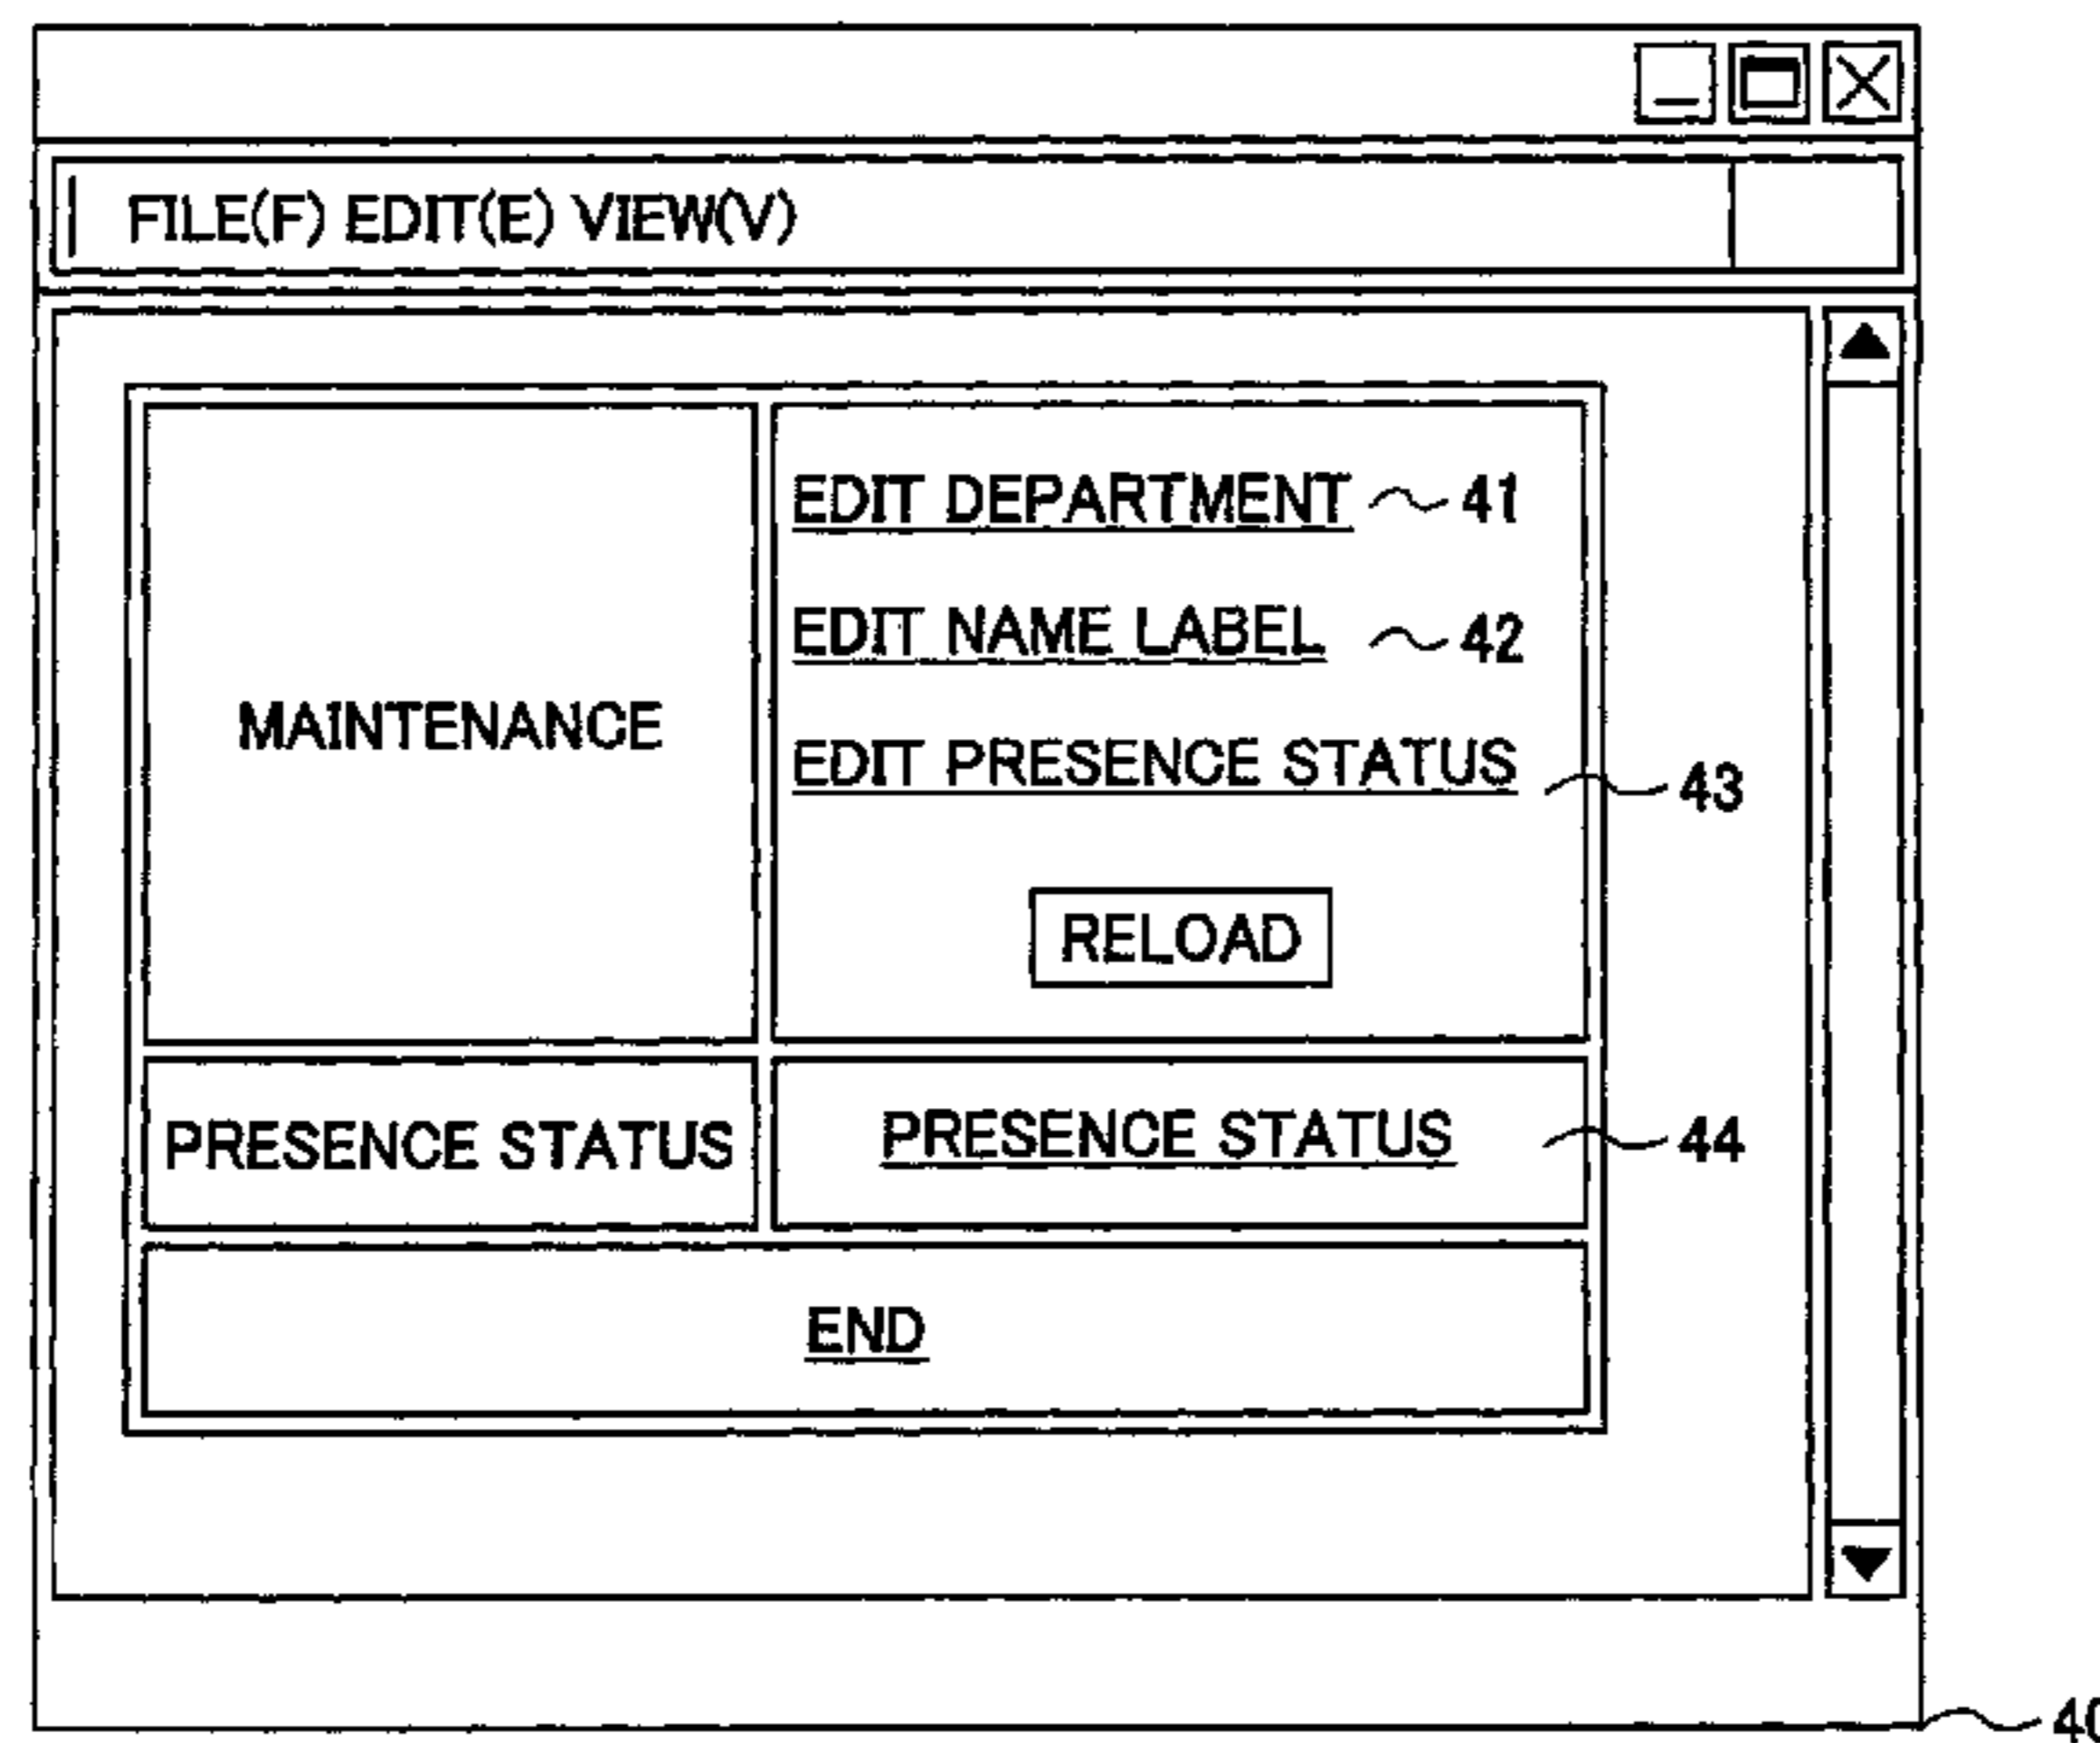 FILE(F) EDIT(E) VIEW(V)
EDIT DEPARTMENT 41
EDIT NAME LABEL 42
MAINTENANCE
EDIT PRESENCE STATUS 43
RELOAD
PRESENCE STATUS
PRESENCE STATUS 44
END
40